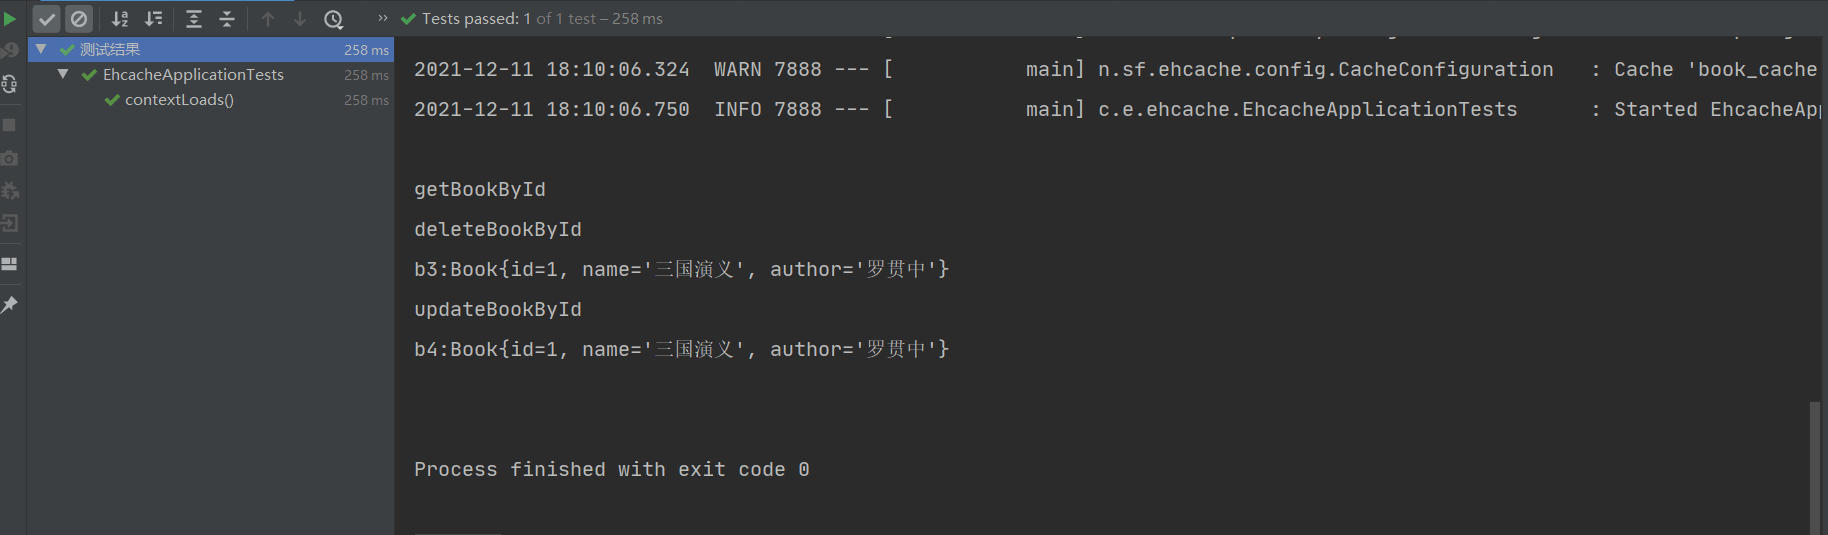 Tests passed: 1 of 1 test – 258 ms
测试结果 258 ms
EhcacheApplicationTests 258 ms
contextLoads() 258 ms
2021-12-11 18:10:06.324  WARN 7888 --- [           main] n.sf.ehcache.config.CacheConfiguration   : Cache 'book_cache
2021-12-11 18:10:06.750  INFO 7888 --- [           main] c.e.ehcache.EhcacheApplicationTests      : Started EhcacheApp
getBookById
deleteBookById
b3:Book{id=1, name='三国演义', author='罗贯中'}
updateBookById
b4:Book{id=1, name='三国演义', author='罗贯中'}
Process finished with exit code 0